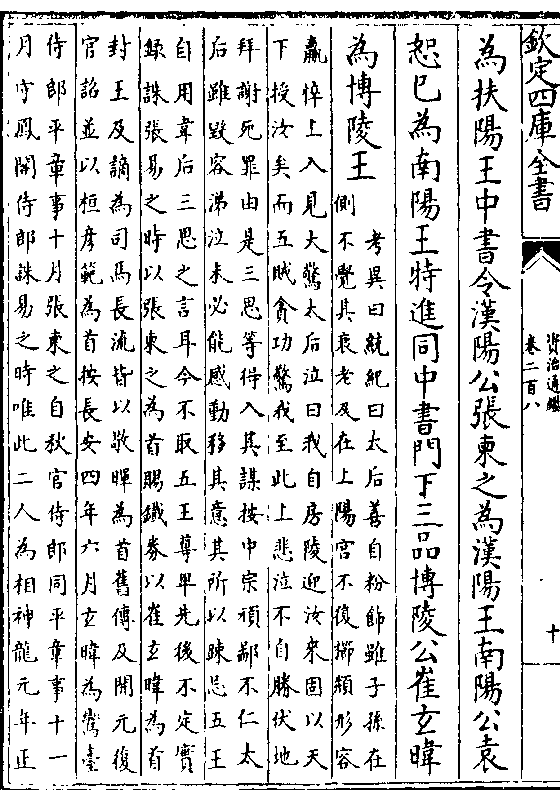 欽定四庫全書
資治通鑑
卷二百八
十
為扶陽王中書令漢陽公張柬之為漢陽王南陽公袁
恕已為南陽王特進同中書門下三品博陵公崔玄暐
為博陵王
考異曰統紀曰太后善自粉飾雖子孫在
側不覺其衰老及在上陽宫不復櫛頮形容
羸悴上入見大驚太后泣曰我自房陵迎汝來固以天
下授汝矣而五賊貪功驚我至此上悲泣不自勝伏地
拜謝死罪由是三思等得入其謀按中宗頑鄙不仁太
后雖毁容涕泣未必能感動移其意其所以疎忌五王
自用韋后三思之言耳今不取五王尊卑先後不定實
録誅張易之時以張柬之為首賜鐵劵以崔玄暐為首
封王及謫為司馬長流皆以敬暉為首舊傳及開元復
官詔並以桓彦範為首按長安四年六月玄暐為鸞臺
侍郎平章事十月張柬之自秋官侍郎同平章事十一
月守鳳閣侍郎誅易之時唯此二人為相神龍元年正